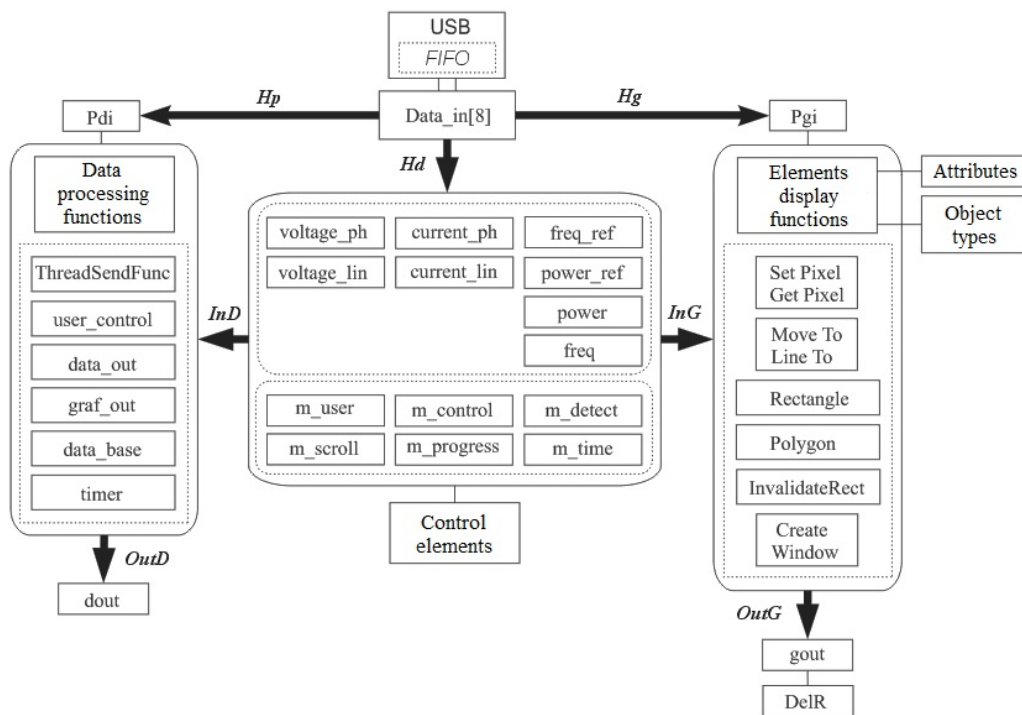 USB
FIFO
Hp
Hg
Pdi
Data_in[8]
Pgi
Hd
Data
processing
functions
ThreadSendFunc
user_control
data_out
graf_out
data_base
timer
OutD
dout
InD
voltage_ph
current_ph
freq_ref
voltage_lin
current_lin
power_ref
power
freq
m_user
m_control
m_detect
m_scroll
m_progress
m_time
Control
elements
InG
Elements
display
functions
Attributes
Object
types
Set Pixel
Get Pixel
Move To
Line To
Rectangle
Polygon
InvalidateRect
Create
Window
OutG
gout
DelR